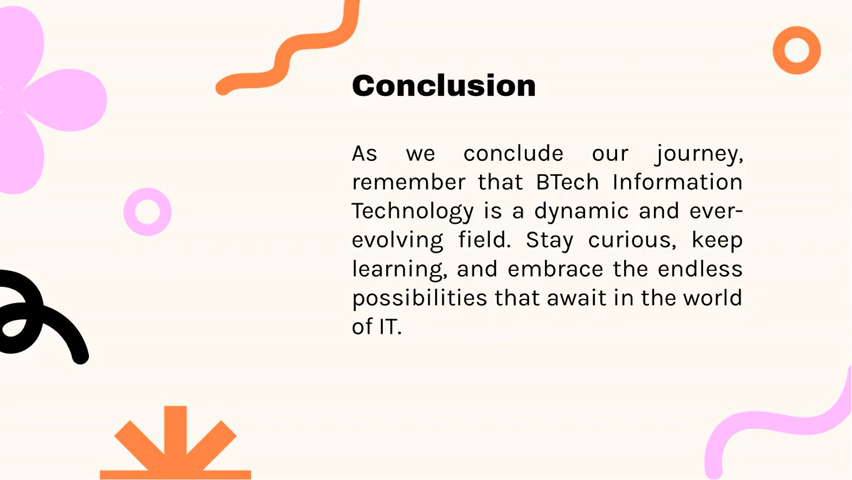 Conclusion
As we conclude our journey,
remember that BTech Information
Technology is a dynamic and ever-
evolving field. Stay curious, keep
learning, and embrace the endless
possibilities that await in the world
of IT.